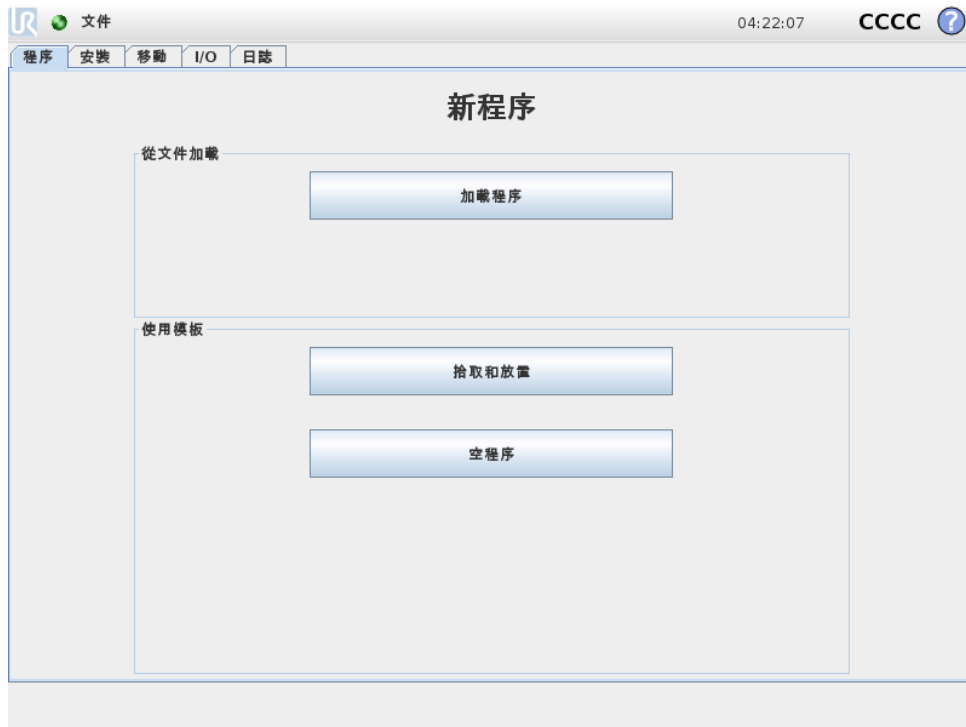 UR 文件 04:22:07 CCCC ?
程序 安裝 移動 I/O 日誌
新程序
從文件加載
加載程序
使用模板
拾取和放置
空程序